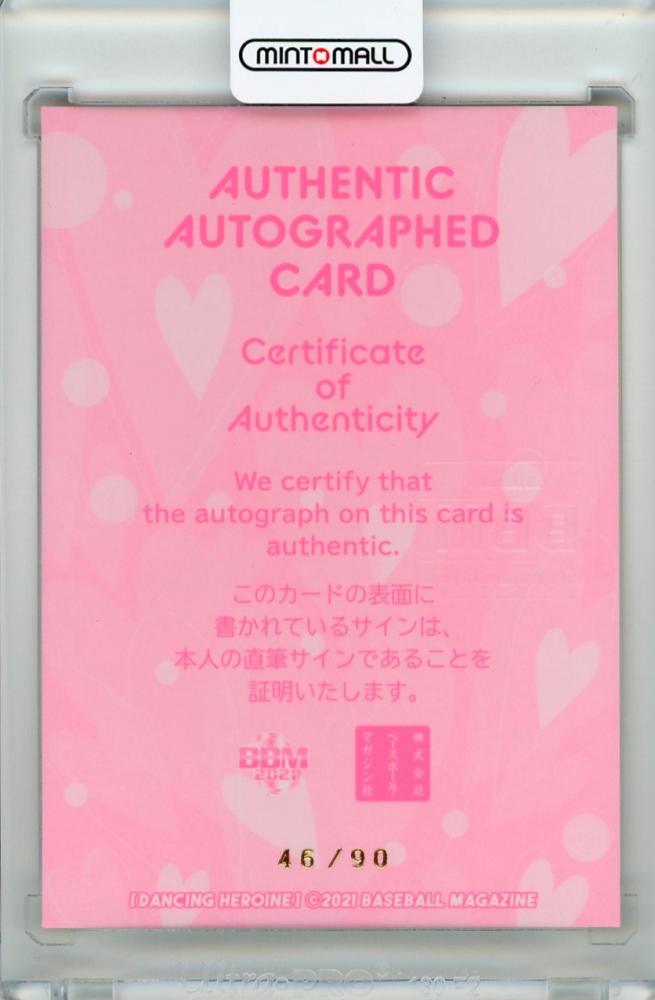 MINTMALL
AUTHENTIC
AUTOGRAPHED
CARD
Certificate
of
Authenticity
We certify that
the autograph on this card is
authentic.
このカードの表面に
書かれているサインは、
本人の直筆サインであることを
証明いたします。
BBM
2021
株式会社
ベースボール・
マガジン社
46/90
[DANCING HEROINE] ©2021 BASEBALL MAGAZINE